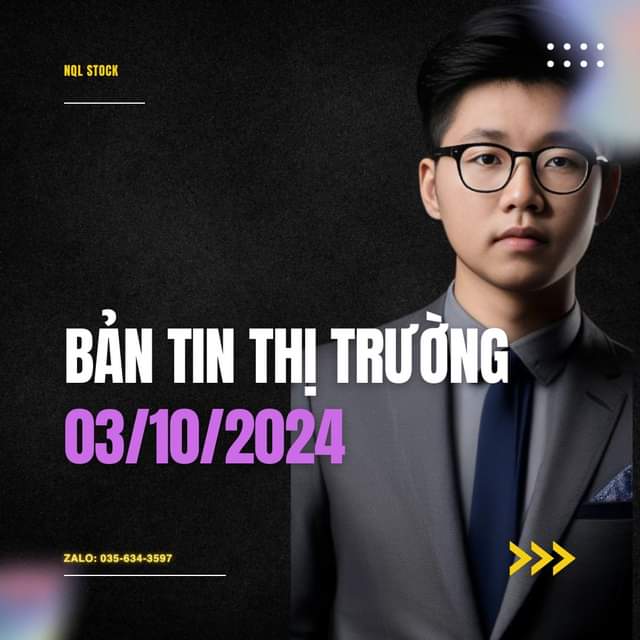 NQL STOCK
BẢN TIN THỊ TRƯỜNG
03/10/2024
ZALO: 035-634-3597